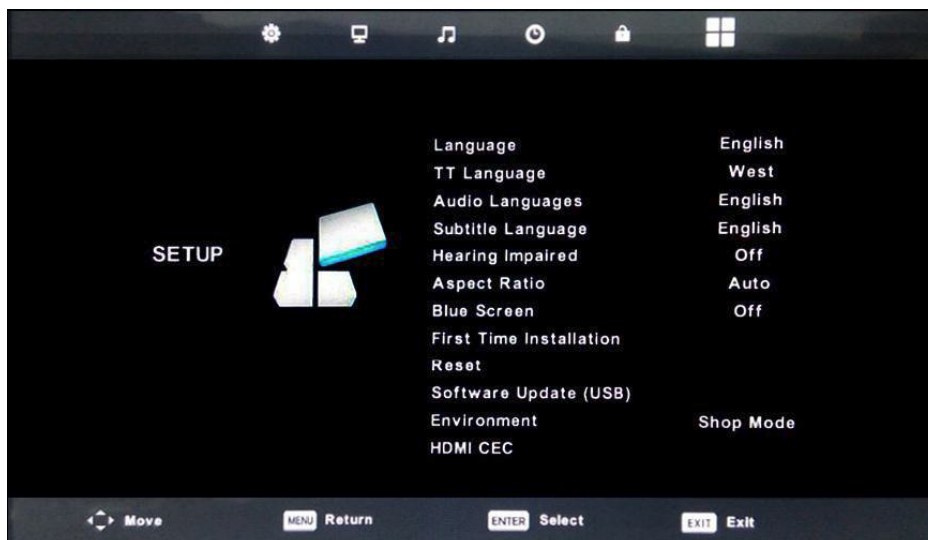 SETUP
Language English
TT Language West
Audio Languages English
Subtitle Language English
Hearing Impaired Off
Aspect Ratio Auto
Blue Screen Off
First Time Installation
Reset
Software Update (USB)
Environment Shop Mode
HDMI CEC
Move MENU Return ENTER Select EXIT Exit